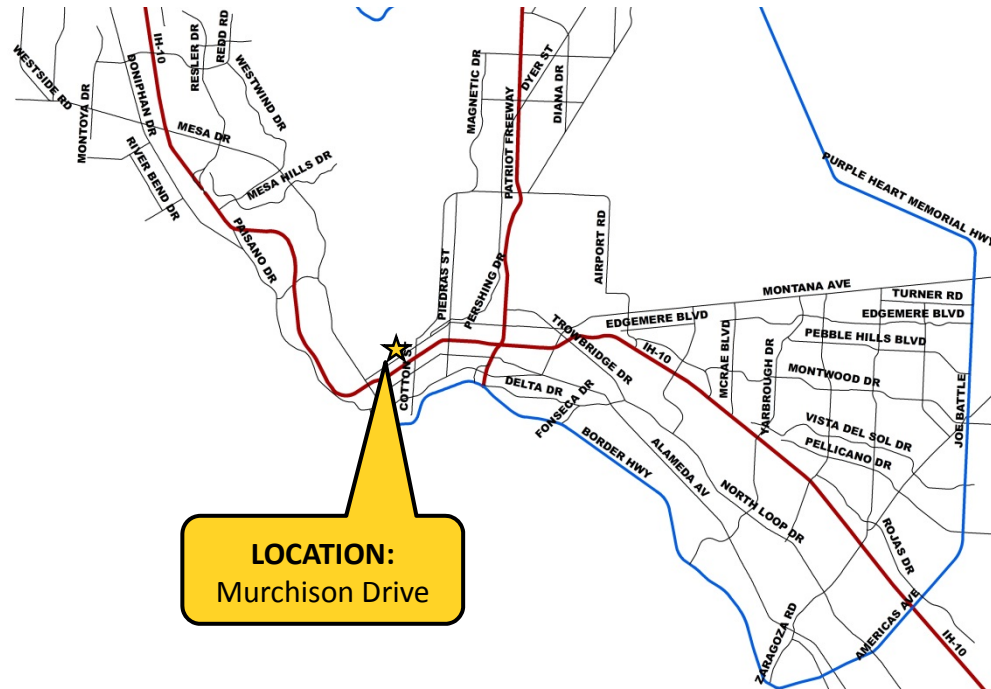 IH-10
DONIPHAN DR
RESLER DR
REDD RD
WESTSIDE RD
MONTOYA DR
WESTWIND DR
MESA DR
MESA HILLS DR
RIVER BEND DR
PAISANO DR
MAGNETIC DR
DYER ST
DIANA DR
PATRIOT FREEWAY
PURPLE HEART MEMORIAL HWY
AIRPORT RD
PIEDRAS ST
PERSHING DR
MONTANA AVE
TURNER RD
EDGEMERE BLVD
EDGEMERE BLVD
TROWBRIDGE DR
IH-10
MCRAE BLVD
YARBROUGH DR
PEBBLE HILLS BLVD
MONTWOOD DR
COTTON ST
DELTA DR
FONSECA DR
VISTA DEL SOL DR
PELLICANO DR
JOE BATTLE
BORDER HWY
ALAMEDA AV
NORTH LOOP DR
ROJAS DR
ZARAGOZA RD
AMERICAS AVE
IH-10
LOCATION:
Murchison Drive